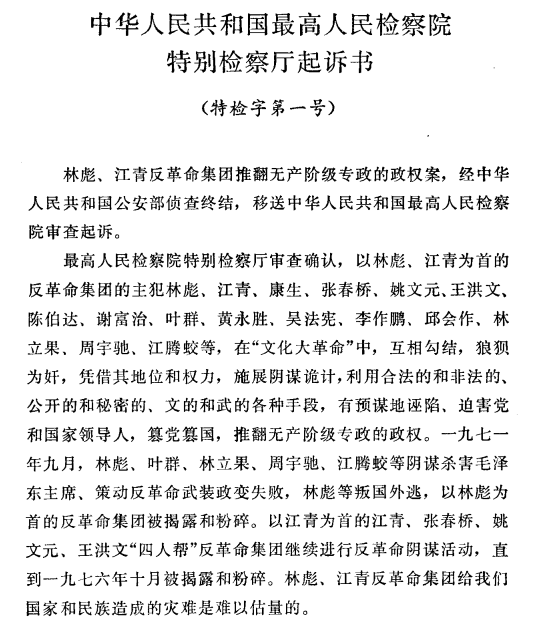 中华人民共和国最高人民检察院
特别检察厅起诉书
（特检字第一号）
林彪、江青反革命集团推翻无产阶级专政的政权案，经中华
人民共和国公安部侦查终结，移送中华人民共和国最高人民检察
院审查起诉。
最高人民检察院特别检察厅审查确认，以林彪、江青为首的
反革命集团的主犯林彪、江青、康生、张春桥、姚文元、王洪文、
陈伯达、谢富治、叶群、黄永胜、吴法宪、李作鹏、邱会作、林
立果、周宇驰、江腾蛟等，在“文化大革命”中，互相勾结，狼狈
为奸，凭借其地位和权力，施展阴谋诡计，利用合法的和非法的、
公开的和秘密的、文的和武的各种手段，有预谋地诬陷、迫害党
和国家领导人，篡党篡国，推翻无产阶级专政的政权。一九七一
年九月，林彪、叶群、林立果、周宇驰、江腾蛟等阴谋杀害毛泽
东主席、策动反革命武装政变失败，林彪等叛国外逃，以林彪为
首的反革命集团被揭露和粉碎。以江青为首的江青、张春桥、姚
文元、王洪文“四人帮”反革命集团继续进行反革命阴谋活动，直
到一九七六年十月被揭露和粉碎。林彪、江青反革命集团给我们
国家和民族造成的灾难是难以估量的。